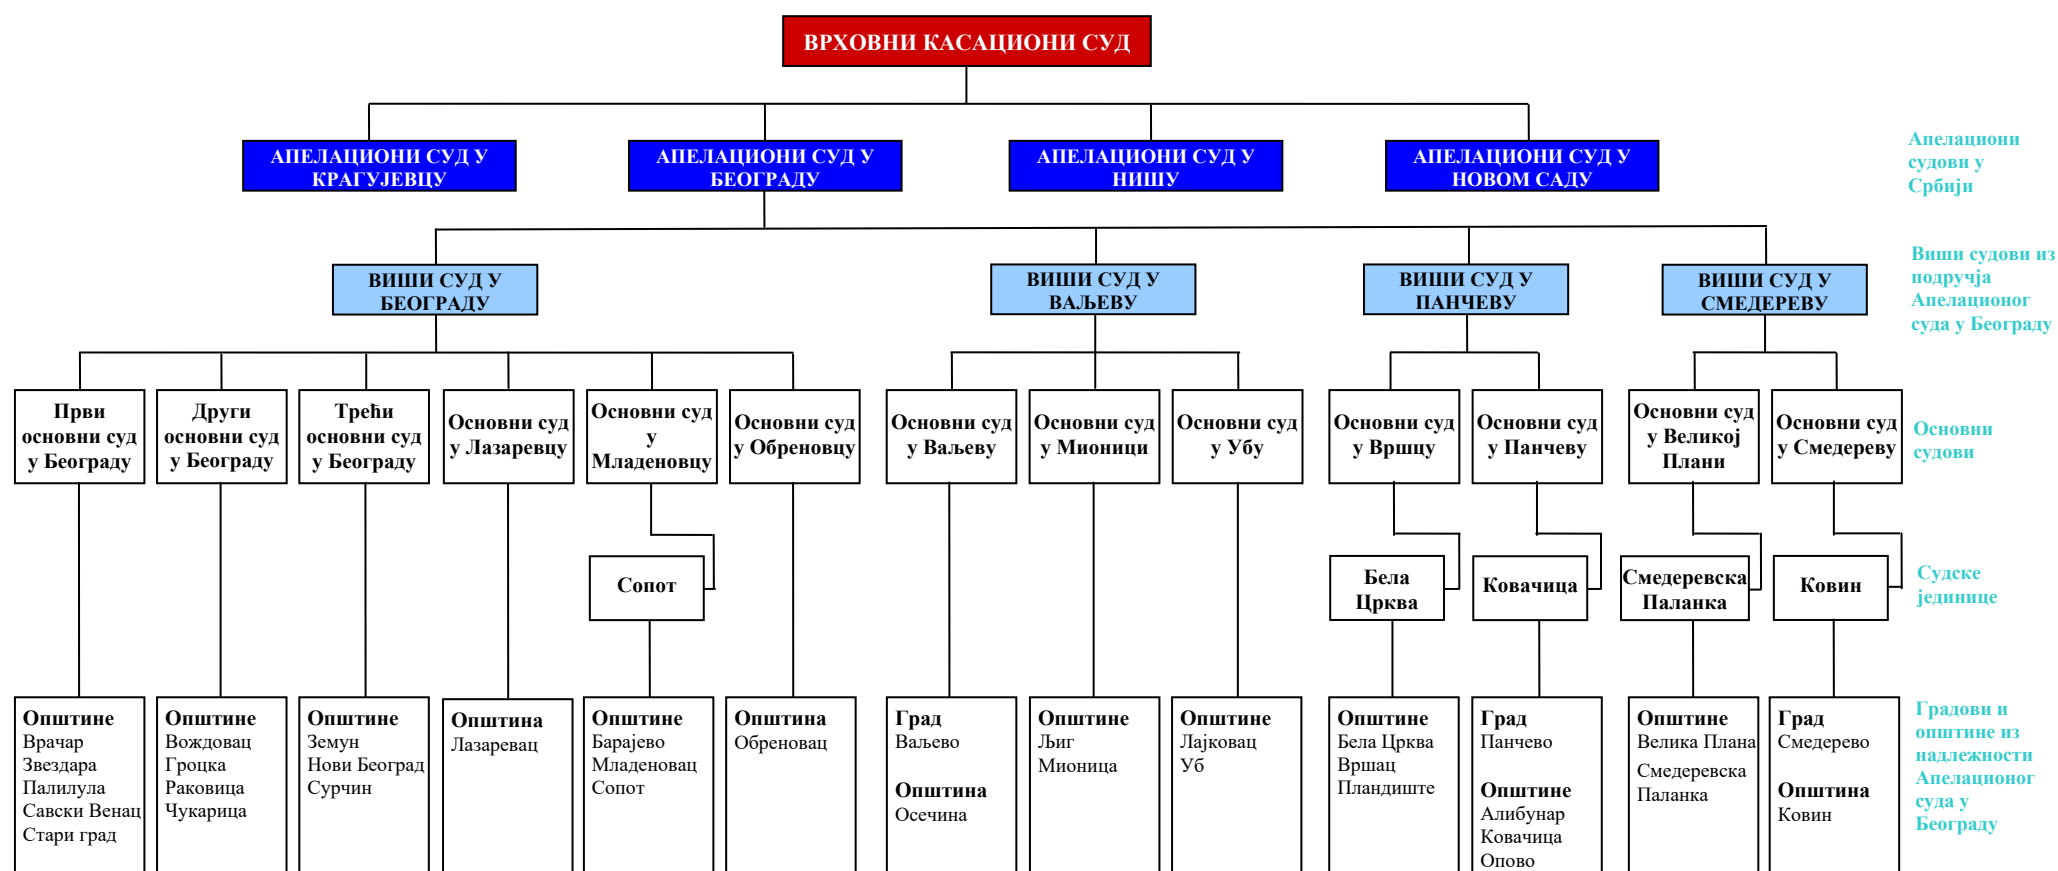 ВРХОВНИ КАСАЦИОНИ СУД
АПЕЛАЦИОНИ СУД У
КРАГУЈЕВЦУ
АПЕЛАЦИОНИ СУД У
БЕОГРАДУ
АПЕЛАЦИОНИ СУД У
НИШУ
АПЕЛАЦИОНИ СУД У
НОВОМ САДУ
Апелациони
судови у
Србији
ВИШИ СУД У
БЕОГРАДУ
ВИШИ СУД У
ВАЉЕВУ
ВИШИ СУД У
ПАНЧЕВУ
ВИШИ СУД У
СМЕДЕРЕВУ
Виши судови из
подручја
Апелационог
суда у Београду
Први
основни суд
у Београду
Други
основни суд
у Београду
Трећи
основни суд
у Београду
Основни суд
у Лазаревцу
Основни суд
у
Младеновцу
Основни суд
у Обреновцу
Основни суд
у Ваљеву
Основни суд
у Мионици
Основни суд
у Убу
Основни суд
у Вршцу
Основни суд
у Панчеву
Основни суд
у Великој
Плани
Основни суд
у Смедереву
Основни
судови
Сопот
Бела
Црква
Ковачица
Смедеревска
Паланка
Ковин
Судске
јединице
Општине
Врачар
Звездара
Палилула
Савски Венац
Стари град
Општине
Вождовац
Гроцка
Раковица
Чукарица
Општине
Земун
Нови Београд
Сурчин
Општина
Лазаревац
Општине
Барајево
Младеновац
Сопот
Општина
Обреновац
Град
Ваљево
Општина
Осечина
Општине
Љиг
Мионица
Општине
Лајковац
Уб
Општине
Бела Црква
Вршац
Пландиште
Град
Панчево
Општине
Алибунар
Ковачица
Опово
Општине
Велика Плана
Смедеревска
Паланка
Град
Смедерево
Општина
Ковин
Градови и
општине из
надлежности
Апелационог
суда у
Београду